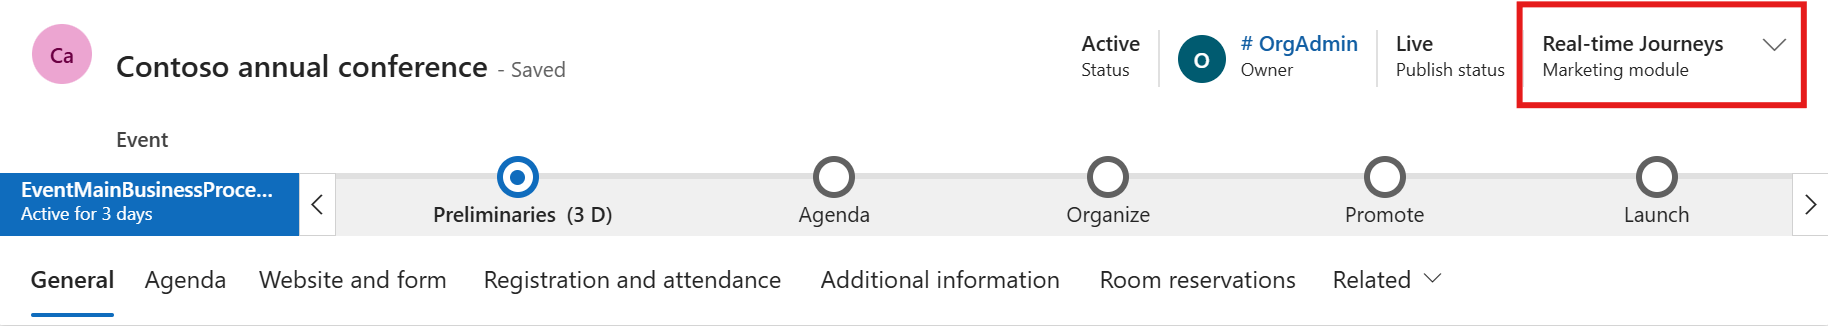 Ca
Contoso annual conference - Saved
Event
Active
Status
O
# OrgAdmin
Owner
Live
Publish status
Real-time Journeys
Marketing module
EventMainBusinessProce...
Active for 3 days
Preliminaries (3 D)
Agenda
Organize
Promote
Launch
General Agenda Website and form Registration and attendance Additional information Room reservations Related